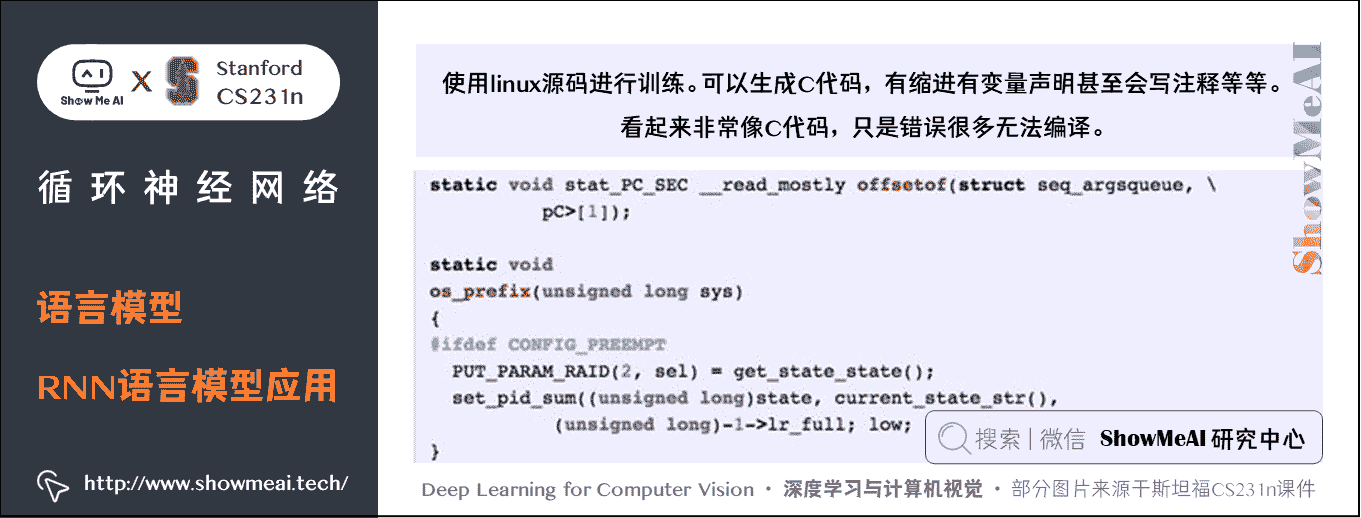 Show Me AI
X
Stanford
CS231n
循环神经网络
语言模型
RNN语言模型应用
http://www.showmeai.tech/
使用linux源码进行训练。可以生成C代码，有缩进有变量声明甚至会写注释等等。
看起来非常像C代码，只是错误很多无法编译。
ShowMeAI
static void stat_PC_SEC __read_mostly offsetof(struct seq_argsqueue, \
pC>[1]);
static void
os_prefix(unsigned long sys)
{
#ifdef CONFIG_PREEMPT
PUT_PARAM_RAID(2, sel) = get_state_state();
set_pid_sum((unsigned long)state, current_state_str(),
(unsigned long)-1->lr_full; low;
}
搜索 | 微信 ShowMeAI 研究中心
Deep Learning for Computer Vision · 深度学习与计算机视觉 · 部分图片来源于斯坦福CS231n课件